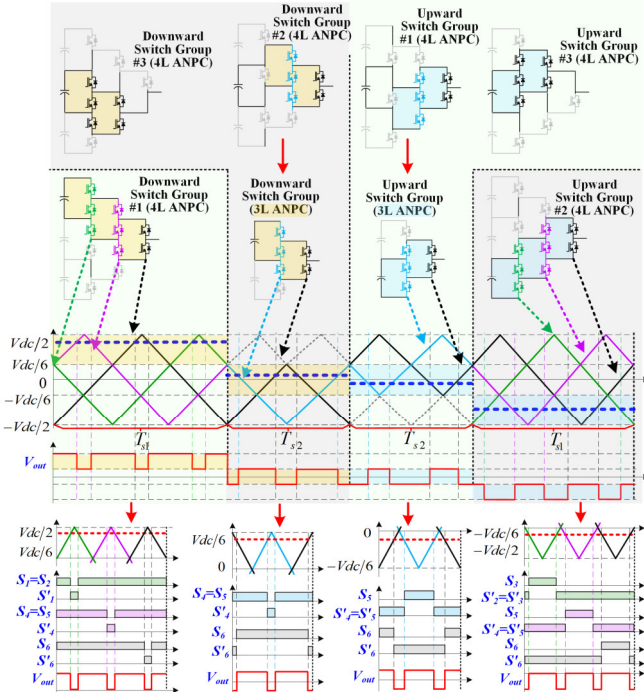 Downward
Switch Group
#3 (4L ANPC)
Downward
Switch Group
#2 (4L ANPC)
Upward
Switch Group
#1 (4L ANPC)
Upward
Switch Group
#3 (4L ANPC)
Downward
Switch Group
#1 (4L ANPC)
Downward
Switch Group
(3L ANPC)
Upward
Switch Group
(3L ANPC)
Upward
Switch Group
#2 (4L ANPC)
Vdc/2
Vdc/6
0
−Vdc/6
−Vdc/2
Ts1
Ts2
Ts2
Ts1
Vout
Vdc/2
Vdc/6
S1=S2
S'1
S4=S5
S'4
S6
S'6
Vout
Vdc/6
0
S4=S5
S'4
S6
S'6
0
−Vdc/6
S5
S'4=S'5
S6
S'6
−Vdc/6
−Vdc/2
S2
S'2=S'3
S5
S'4=S'5
S6
S'6
Vout